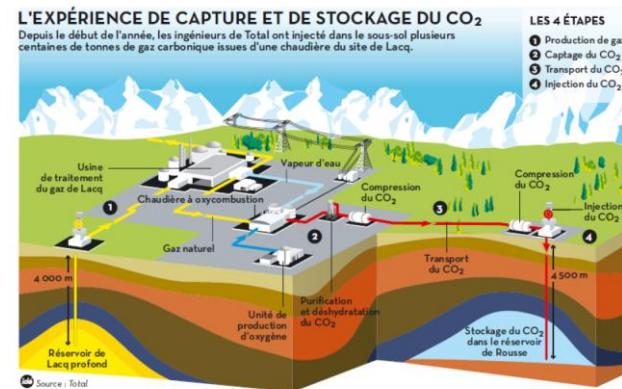 L'EXPÉRIENCE DE CAPTURE ET DE STOCKAGE DU CO₂
Depuis le début de l'année, les ingénieurs de Total ont injecté dans le sous-sol plusieurs
centaines de tonnes de gaz carbonique issues d'une chaudière du site de Lacq.
LES 4 ÉTAPES
1 Production de gaz
2 Captage du CO₂
3 Transport du CO₂
4 Injection du CO₂
Usine
de traitement
du gaz de Lacq
1
Chaudière à oxycombustion
Vapeur d'eau
Gaz naturel
2
Compression
du CO₂
3
Transport
du CO₂
Compression
du CO₂
Injection
du CO₂
4
4 000 m
4 500 m
Unité de
production
d'oxygène
Purification
et déshydratation
du CO₂
Réservoir de
Lacq profond
Stockage du CO₂
dans le réservoir
de Rousse
idé Source : Total